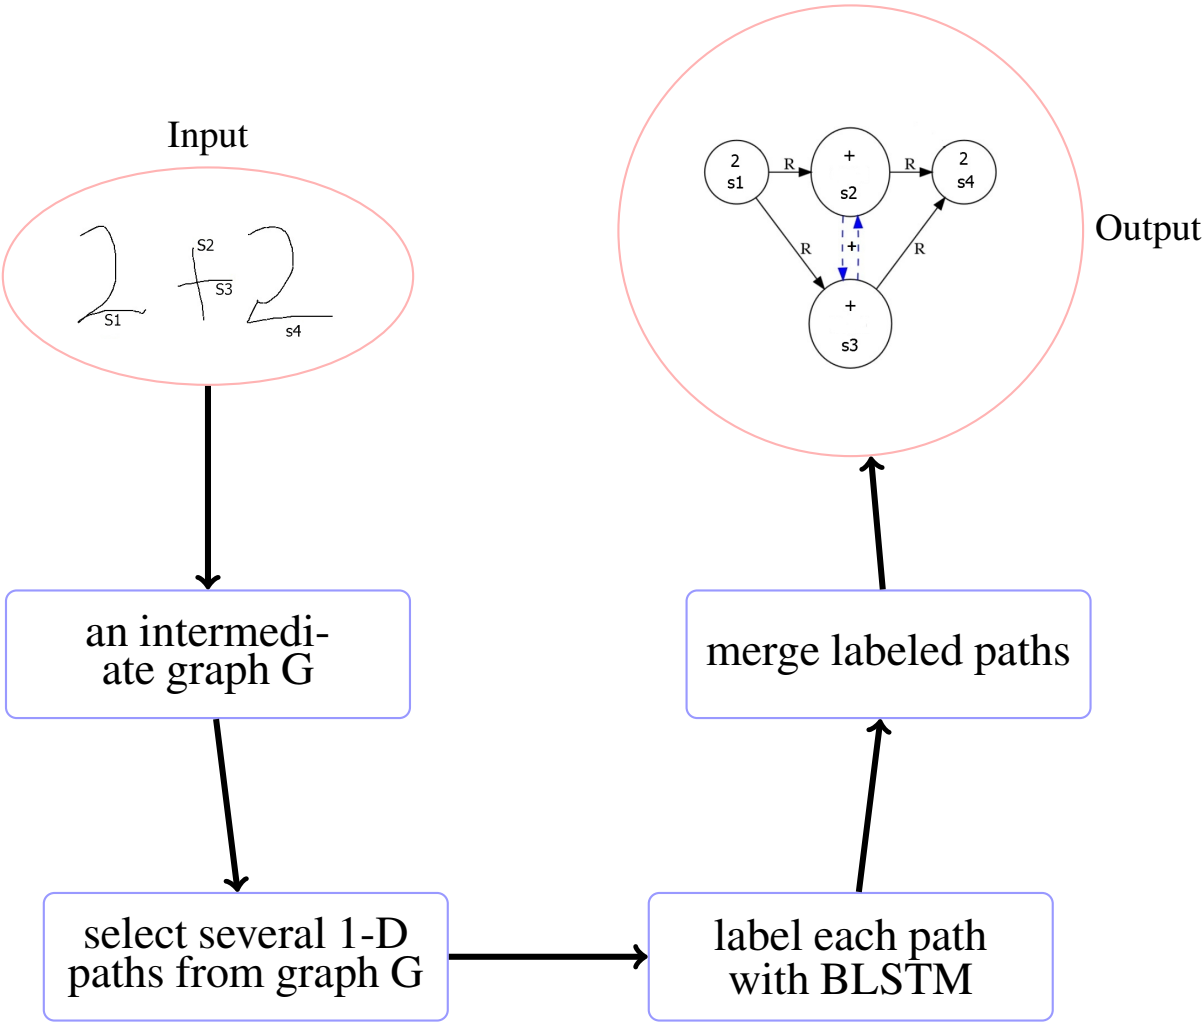 Input
2 + 2
S1
S2
S3
s4
an intermedi-
ate graph G
select several 1-D
paths from graph G
label each path
with BLSTM
merge labeled paths
Output
2
s1
R
+
s2
R
2
s4
R
+
R
+
s3